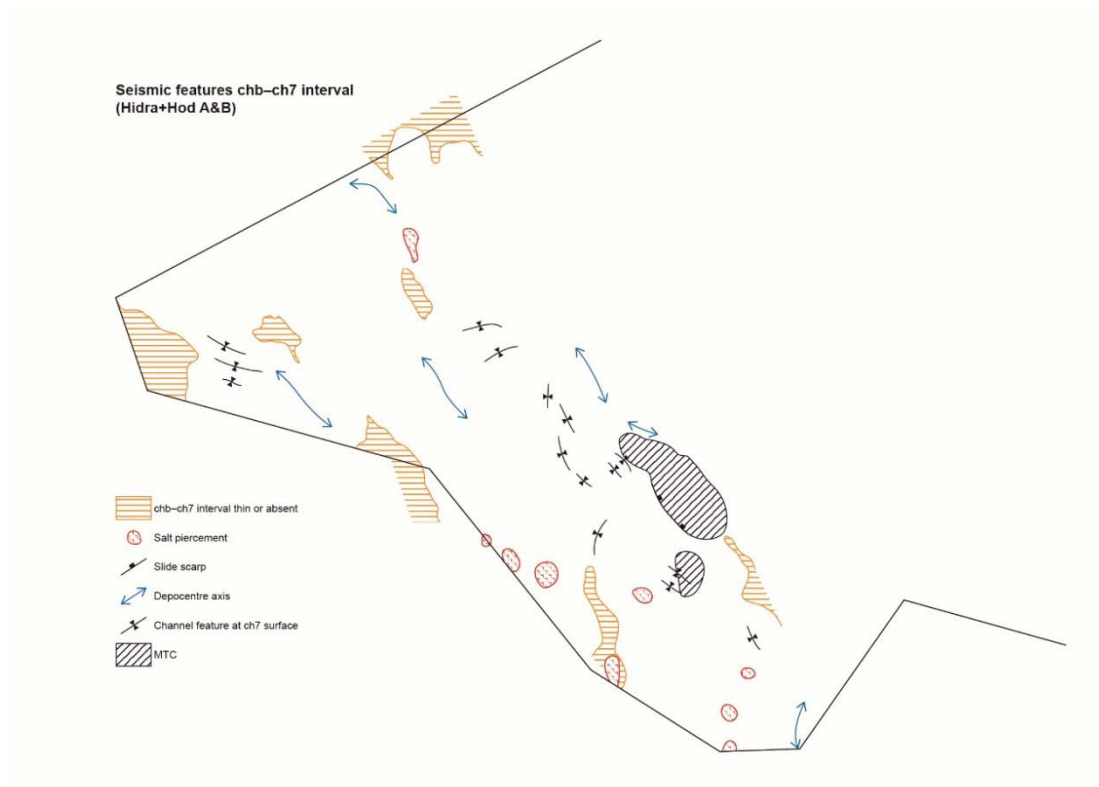 Seismic features chb–ch7 interval
(Hidra+Hod A&B)
chb–ch7 interval thin or absent
Salt piercement
Slide scarp
Depocentre axis
Channel feature at ch7 surface
MTC